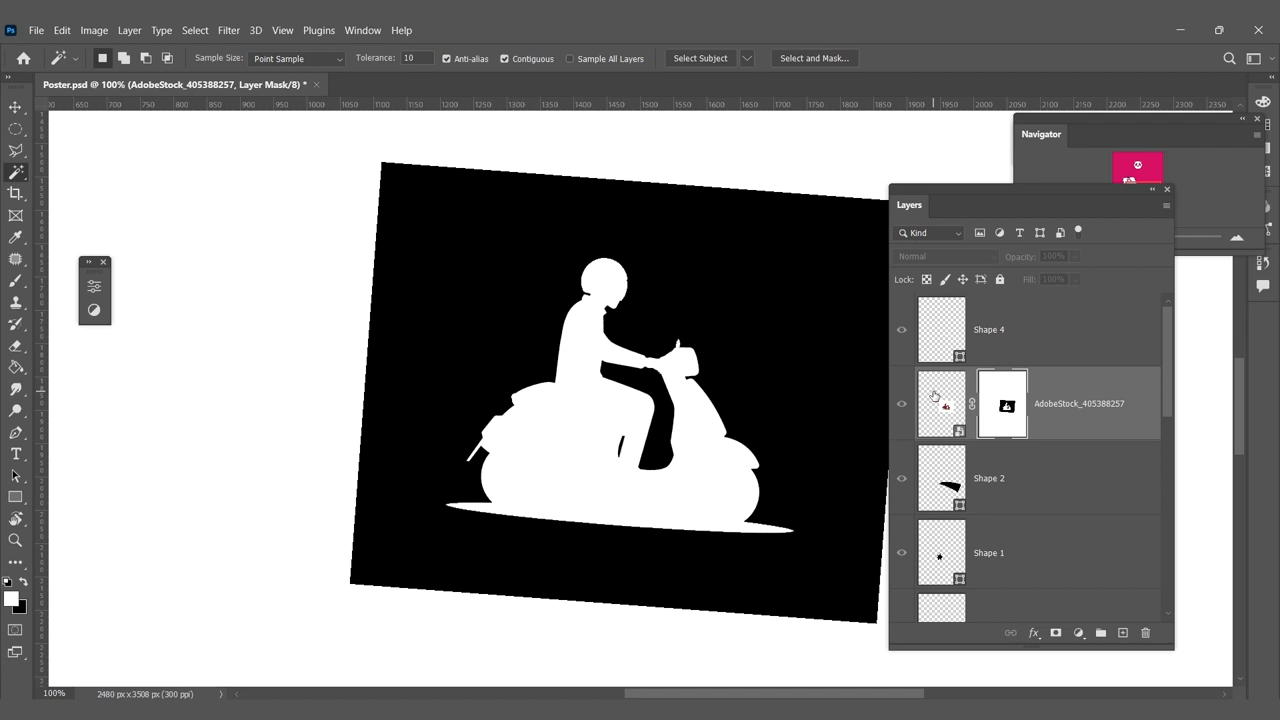 Ps File Edit Image Layer Type Select Filter 3D View Plugins Window Help
Sample Size: Point Sample Tolerance: 10 Anti-alias Contiguous Sample All Layers Select Subject Select and Mask...
Poster.psd @ 100% (AdobeStock_405388257, Layer Mask/8) *
650 700 750 800 850 900 950 1000 1050 1100 1150 1200 1250 1300 1350 1400 1450 1500 1550 1600 1650 1700 1750 1800 1850 1900 1950 2000 2050 2100 2150 2200 2250 2300 2350
Navigator
Layers
Kind
Normal Opacity: 100%
Lock: Fill: 100%
Shape 4
AdobeStock_405388257
Shape 2
Shape 1
fx
100% 2480 px x 3508 px (300 ppi)